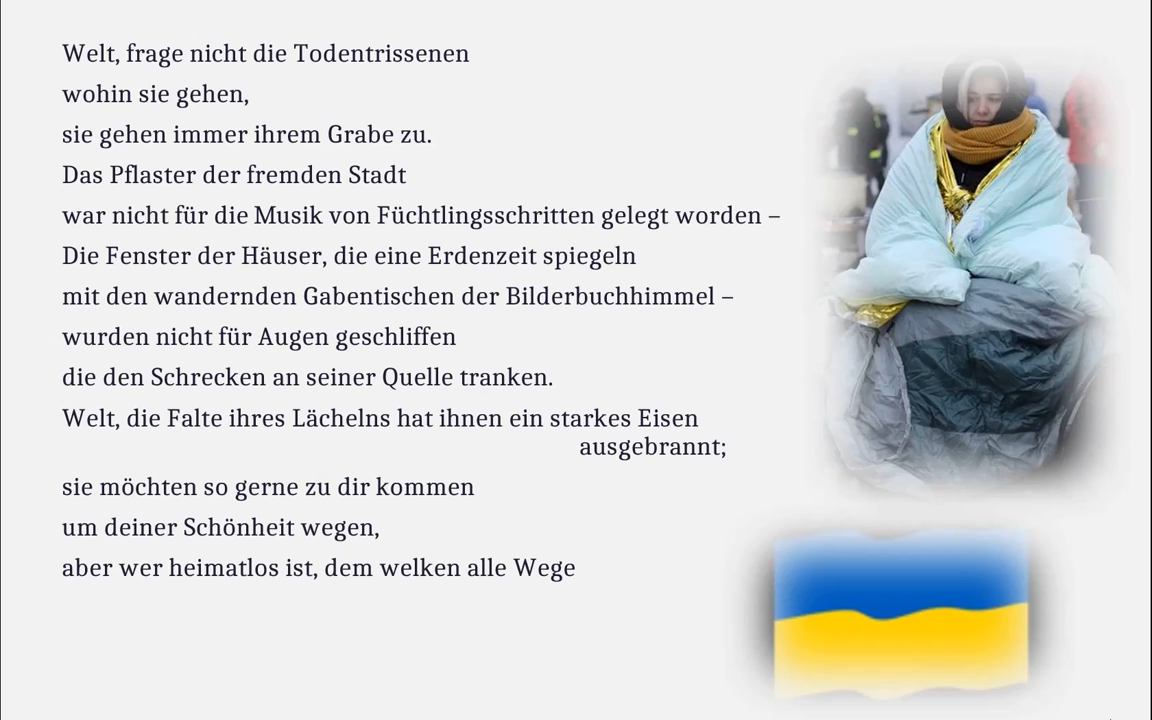 Welt, frage nicht die Todentrissenen
wohin sie gehen,
sie gehen immer ihrem Grabe zu.
Das Pflaster der fremden Stadt
war nicht für die Musik von Füchtlingsschritten gelegt worden –
Die Fenster der Häuser, die eine Erdenzeit spiegeln
mit den wandernden Gabentischen der Bilderbuchhimmel –
wurden nicht für Augen geschliffen
die den Schrecken an seiner Quelle tranken.
Welt, die Falte ihres Lächelns hat ihnen ein starkes Eisen
ausgebrannt;
sie möchten so gerne zu dir kommen
um deiner Schönheit wegen,
aber wer heimatlos ist, dem welken alle Wege